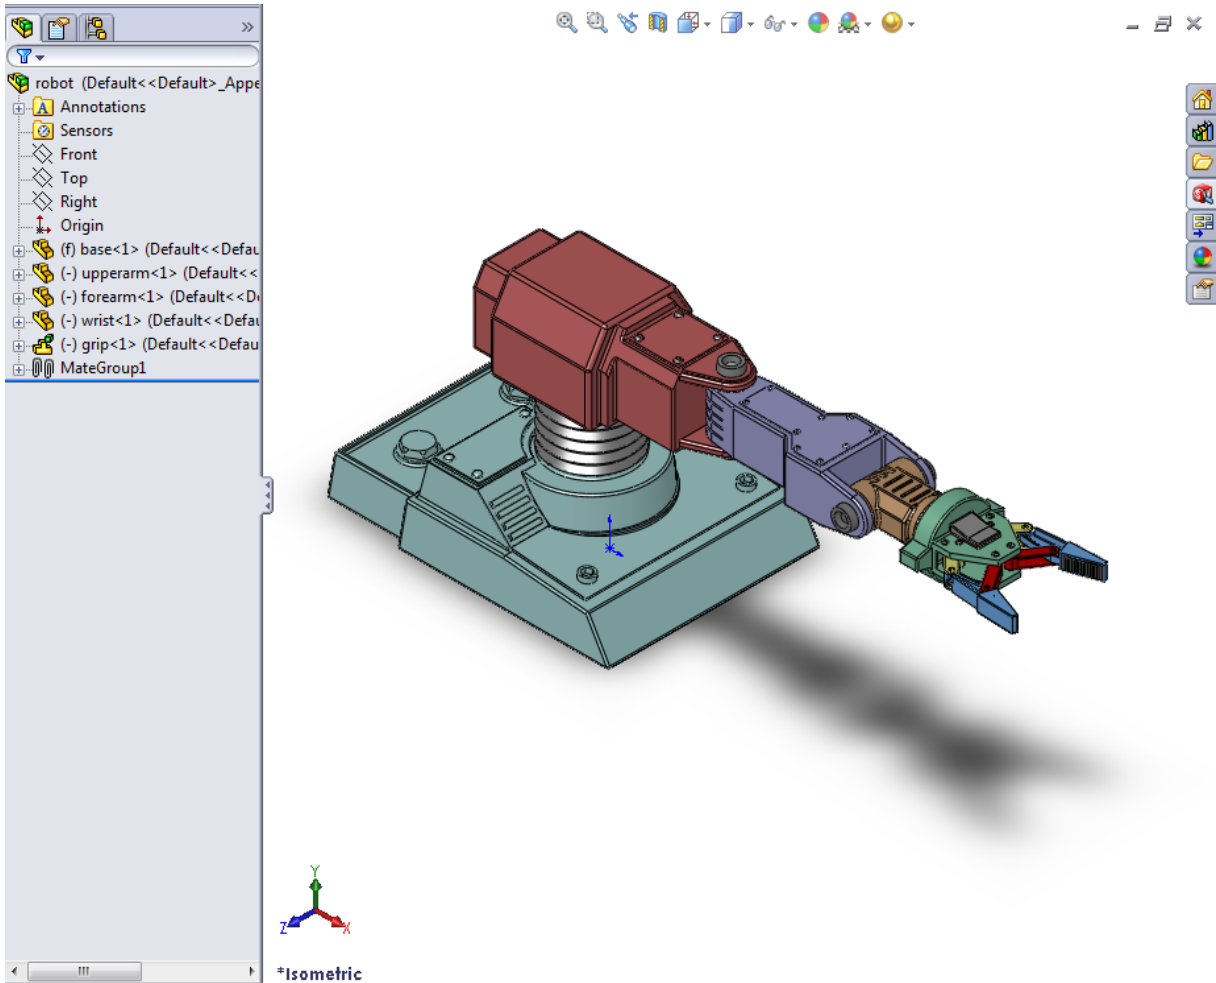 robot (Default<<Default>_Appe
A Annotations
Sensors
Front
Top
Right
Origin
(f) base<1> (Default<<Defau
(-) upperarm<1> (Default<<
(-) forearm<1> (Default<<D
(-) wrist<1> (Default<<Defau
(-) grip<1> (Default<<Defau
MateGroup1
Y
Z
X
*Isometric